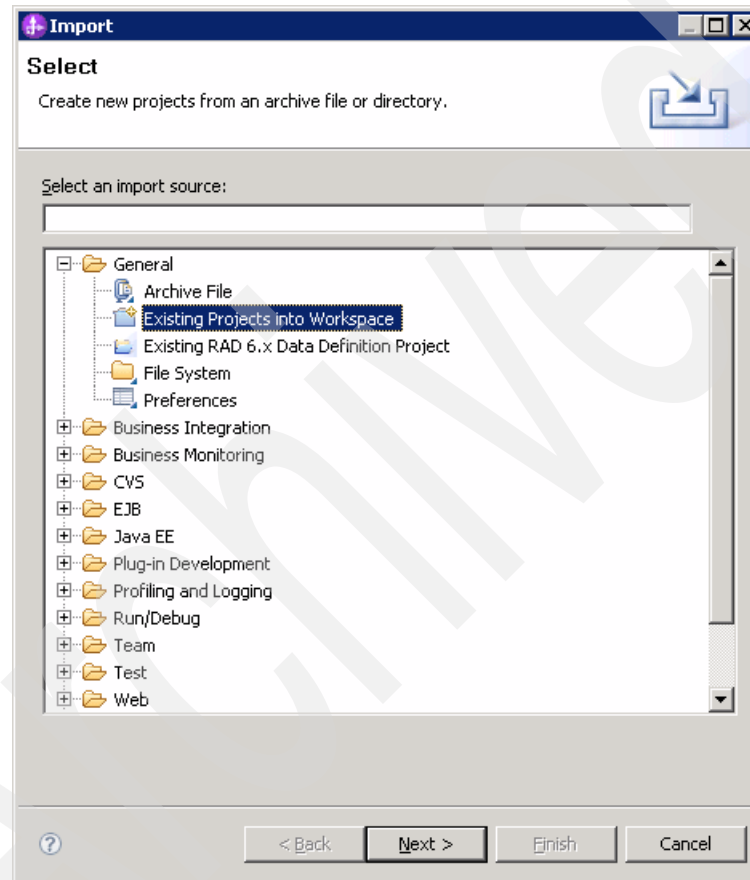 Import
Select
Create new projects from an archive file or directory.
Select an import source:
General
Archive File
Existing Projects into Workspace
Existing RAD 6.x Data Definition Project
File System
Preferences
Business Integration
Business Monitoring
CVS
EJB
Java EE
Plug-in Development
Profiling and Logging
Run/Debug
Team
Test
Web
? < Back Next > Finish Cancel